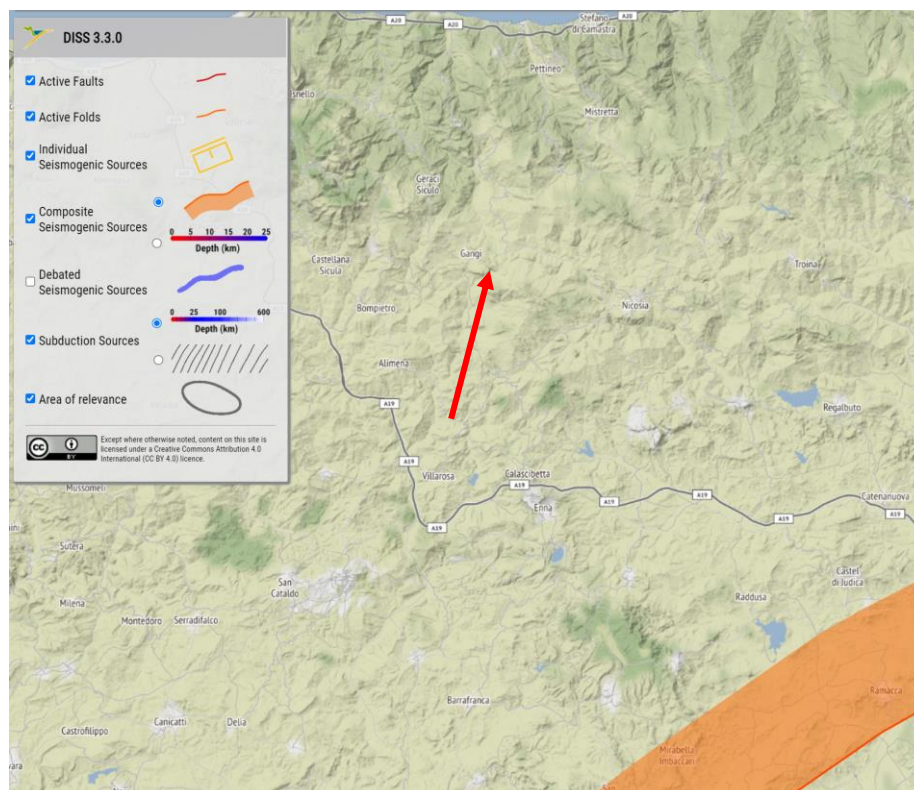 DISS 3.3.0
Active Faults
Active Folds
Individual
Seismogenic Sources
Composite
Seismogenic Sources
0 5 10 15 20 25
Depth (km)
Debated
Seismogenic Sources
0 25 100 600
Depth (km)
Subduction Sources
Area of relevance
cc BY
Except where otherwise noted, content on this site is
licensed under a Creative Commons Attribution 4.0
International (CC BY 4.0) licence.
A20
A20
Stefano
di Camastra
A20
Pettineo
Isnello
Mistretta
Geraci
Siculo
Gangi
Castellana
Sicula
Troina
Bompietro
Nicosia
Alimena
A19
Regalbuto
A19
Villarosa
Calascibetta
A19
Mussomeli
Enna
A19
A19
Catenanuova
A19
A19
A19
Sutera
San
Cataldo
Castel
di Iudica
Milena
Raddusa
Montedoro
Serradifalco
Ramacca
Barrafranca
Canicattì
Delia
Castrofilippo
Mirabella
Imbaccari